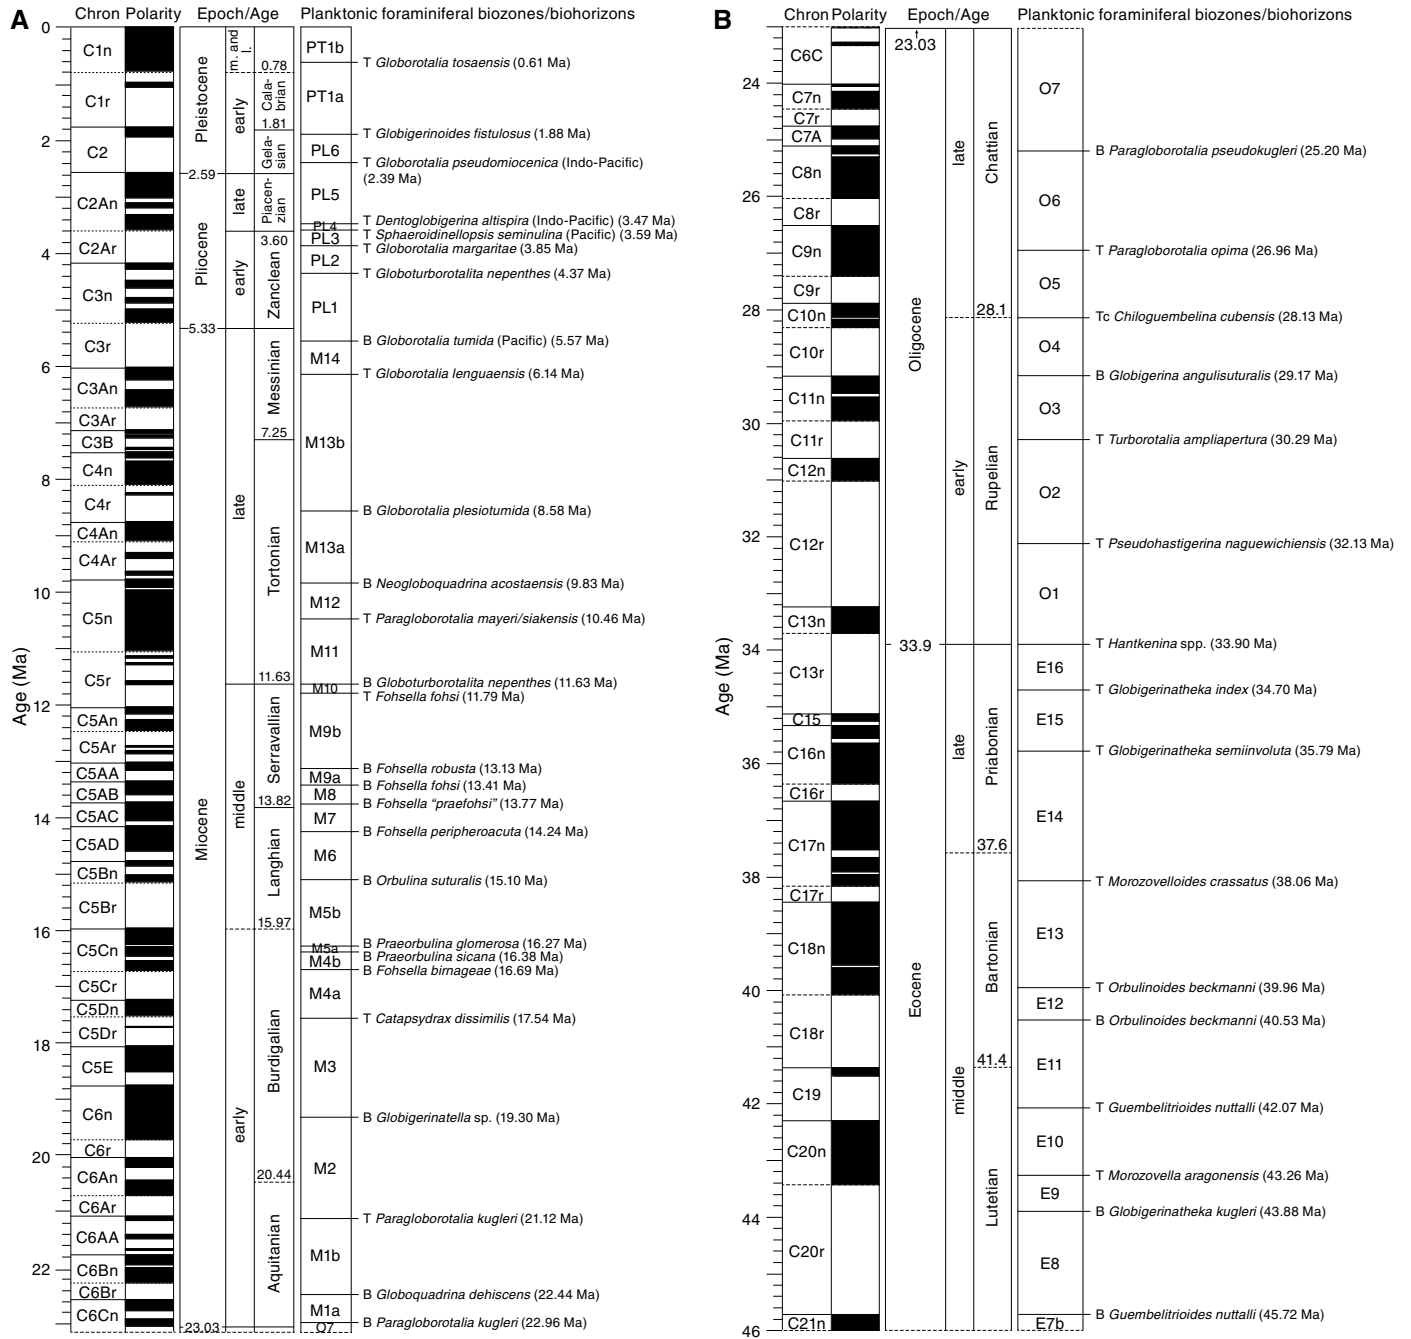 A
Chron Polarity Epoch/Age Planktonic foraminiferal biozones/biohorizons
Age (Ma)
0
2
4
6
8
10
12
14
16
18
20
22
C1n
C1r
C2
C2An
C2Ar
C3n
C3r
C3An
C3Ar
C3B
C4n
C4r
C4An
C4Ar
C5n
C5r
C5An
C5Ar
C5AA
C5AB
C5AC
C5AD
C5Bn
C5Br
C5Cn
C5Cr
C5Dn
C5Dr
C5E
C6n
C6r
C6An
C6Ar
C6AA
C6Bn
C6Br
C6Cn
Pleistocene
2.59
Pliocene
5.33
Miocene
23.03
m. and
l.
early
late
early
late
middle
early
0.78
Cala-
brian
1.81
Gela-
sian
Piacen-
zian
3.60
Zanclean
Messinian
7.25
Tortonian
11.63
Serravallian
13.82
Langhian
15.97
Burdigalian
20.44
Aquitanian
PT1b
PT1a
PL6
PL5
PL4
PL3
PL2
PL1
M14
M13b
M13a
M12
M11
M10
M9b
M9a
M8
M7
M6
M5b
M5a
M4b
M4a
M3
M2
M1b
M1a
O7
T Globorotalia tosaensis (0.61 Ma)
T Globigerinoides fistulosus (1.88 Ma)
T Globorotalia pseudomiocenica (Indo-Pacific)
(2.39 Ma)
T Dentoglobigerina altispira (Indo-Pacific) (3.47 Ma)
T Sphaeroidinellopsis seminulina (Pacific) (3.59 Ma)
T Globorotalia margaritae (3.85 Ma)
T Globoturborotalita nepenthes (4.37 Ma)
B Globorotalia tumida (Pacific) (5.57 Ma)
T Globorotalia lenguaensis (6.14 Ma)
B Globorotalia plesiotumida (8.58 Ma)
B Neogloboquadrina acostaensis (9.83 Ma)
T Paragloborotalia mayeri/siakensis (10.46 Ma)
B Globoturborotalita nepenthes (11.63 Ma)
T Fohsella fohsi (11.79 Ma)
B Fohsella robusta (13.13 Ma)
B Fohsella fohsi (13.41 Ma)
B Fohsella “praefohsi” (13.77 Ma)
B Fohsella peripheroacuta (14.24 Ma)
B Orbulina suturalis (15.10 Ma)
B Praeorbulina glomerosa (16.27 Ma)
B Praeorbulina sicana (16.38 Ma)
B Fohsella birnageae (16.69 Ma)
T Catapsydrax dissimilis (17.54 Ma)
B Globigerinatella sp. (19.30 Ma)
T Paragloborotalia kugleri (21.12 Ma)
B Globoquadrina dehiscens (22.44 Ma)
B Paragloborotalia kugleri (22.96 Ma)
B
Chron Polarity Epoch/Age Planktonic foraminiferal biozones/biohorizons
Age (Ma)
24
26
28
30
32
34
36
38
40
42
44
46
C6C
C7n
C7r
C7A
C8n
C8r
C9n
C9r
C10n
C10r
C11n
C11r
C12n
C12r
C13n
C13r
C15
C16n
C16r
C17n
C17r
C18n
C18r
C19
C20n
C20r
C21n
23.03
Oligocene
33.9
Eocene
late
early
late
middle
Chattian
28.1
Rupelian
Priabonian
37.6
Bartonian
41.4
Lutetian
O7
O6
O5
O4
O3
O2
O1
E16
E15
E14
E13
E12
E11
E10
E9
E8
E7b
B Paragloborotalia pseudokugleri (25.20 Ma)
T Paragloborotalia opima (26.96 Ma)
Tc Chiloguembelina cubensis (28.13 Ma)
B Globigerina angulisuturalis (29.17 Ma)
T Turborotalia ampliapertura (30.29 Ma)
T Pseudohastigerina naguewichiensis (32.13 Ma)
T Hantkenina spp. (33.90 Ma)
T Globigerinatheka index (34.70 Ma)
T Globigerinatheka semiinvoluta (35.79 Ma)
T Morozovelloides crassatus (38.06 Ma)
T Orbulinoides beckmanni (39.96 Ma)
B Orbulinoides beckmanni (40.53 Ma)
T Guembelitrioides nuttalli (42.07 Ma)
T Morozovella aragonensis (43.26 Ma)
B Globigerinatheka kugleri (43.88 Ma)
B Guembelitrioides nuttalli (45.72 Ma)